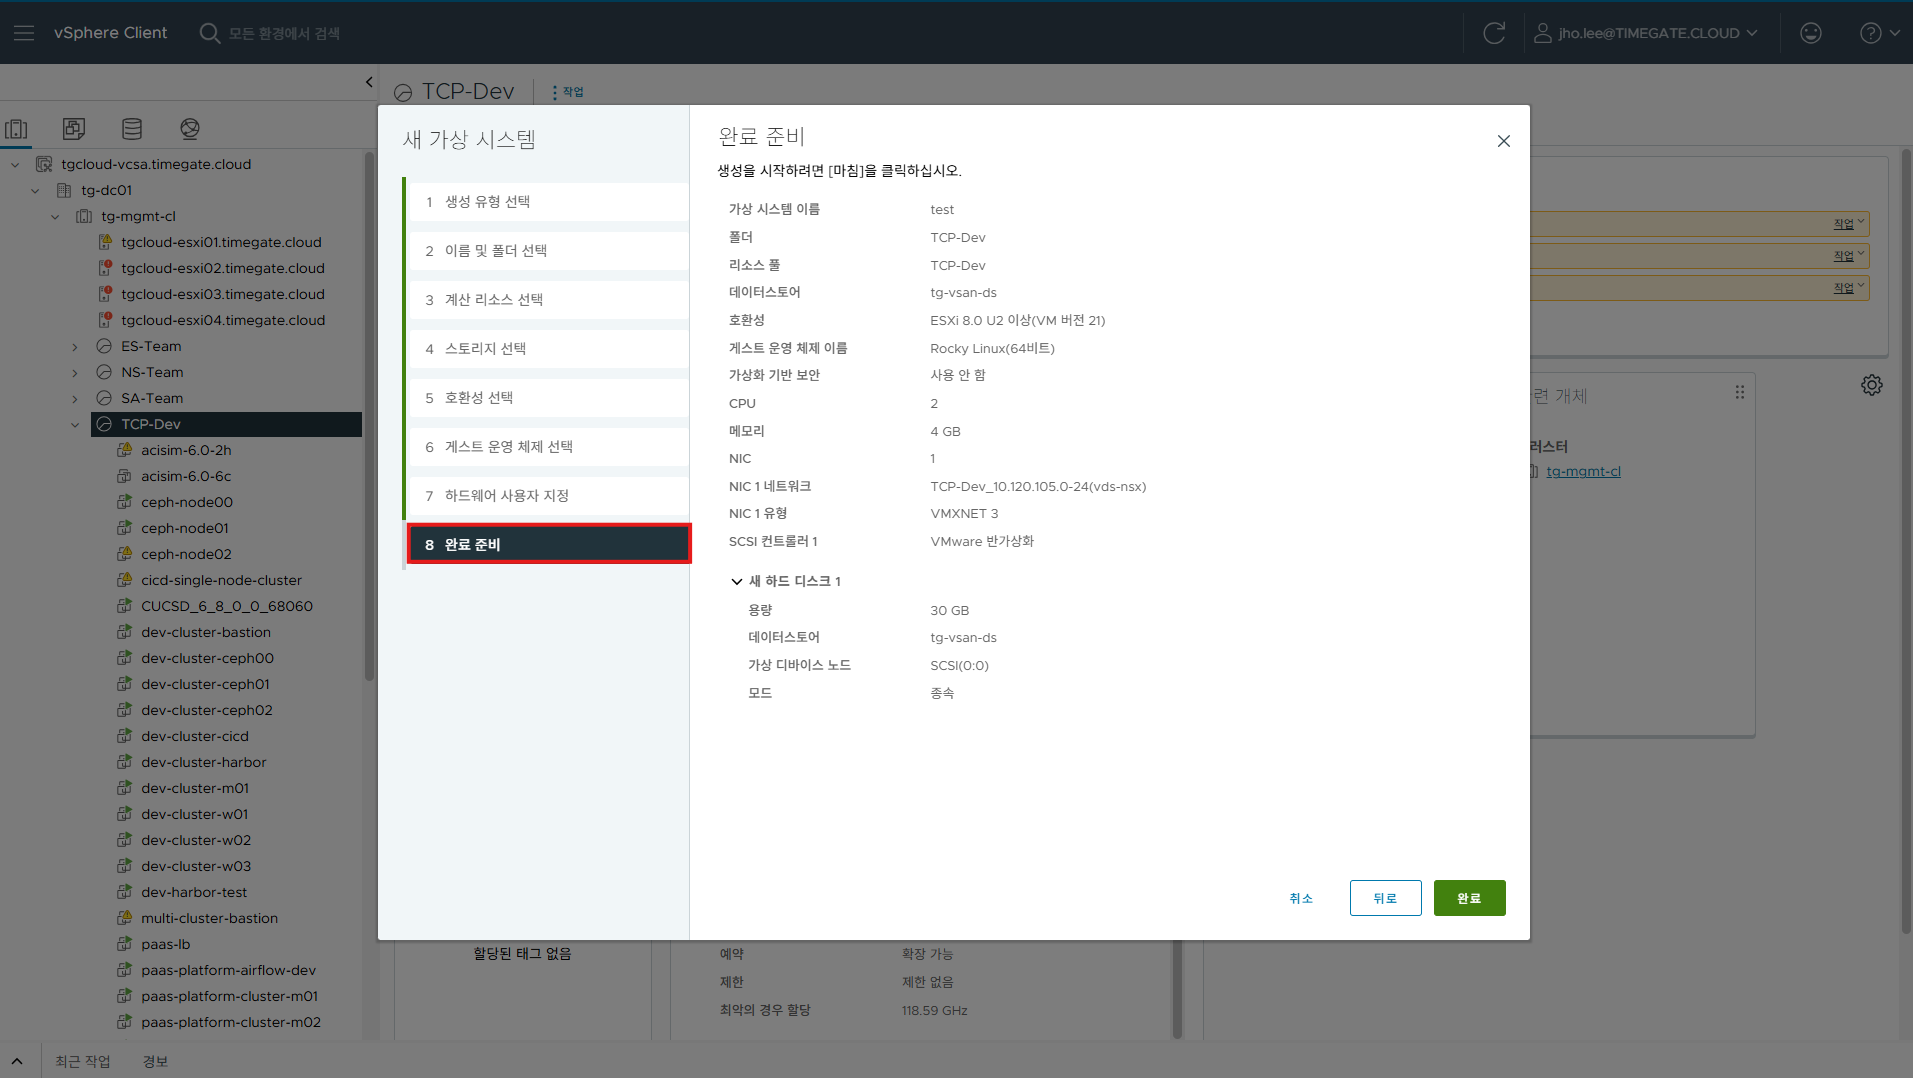 vSphere Client
모든 환경에서 검색
jho.lee@TIMEGATE.CLOUD
TCP-Dev
작업
tgcloud-vcsa.timegate.cloud
tg-dc01
tg-mgmt-cl
tgcloud-esxi01.timegate.cloud
tgcloud-esxi02.timegate.cloud
tgcloud-esxi03.timegate.cloud
tgcloud-esxi04.timegate.cloud
ES-Team
NS-Team
SA-Team
TCP-Dev
acisim-6.0-2h
acisim-6.0-6c
ceph-node00
ceph-node01
ceph-node02
cicd-single-node-cluster
CUCSD_6_8_0_0_68060
dev-cluster-bastion
dev-cluster-ceph00
dev-cluster-ceph01
dev-cluster-ceph02
dev-cluster-cicd
dev-cluster-harbor
dev-cluster-m01
dev-cluster-w01
dev-cluster-w02
dev-cluster-w03
dev-harbor-test
multi-cluster-bastion
paas-lb
paas-platform-airflow-dev
paas-platform-cluster-m01
paas-platform-cluster-m02
새 가상 시스템
1 생성 유형 선택
2 이름 및 폴더 선택
3 계산 리소스 선택
4 스토리지 선택
5 호환성 선택
6 게스트 운영 체제 선택
7 하드웨어 사용자 지정
8 완료 준비
완료 준비
생성을 시작하려면 [마침]을 클릭하십시오.
가상 시스템 이름 test
폴더 TCP-Dev
리소스 풀 TCP-Dev
데이터스토어 tg-vsan-ds
호환성 ESXi 8.0 U2 이상(VM 버전 21)
게스트 운영 체제 이름 Rocky Linux(64비트)
가상화 기반 보안 사용 안 함
CPU 2
메모리 4 GB
NIC 1
NIC 1 네트워크 TCP-Dev_10.120.105.0-24(vds-nsx)
NIC 1 유형 VMXNET 3
SCSI 컨트롤러 1 VMware 반가상화
새 하드 디스크 1
용량 30 GB
데이터스토어 tg-vsan-ds
가상 디바이스 노드 SCSI(0:0)
모드 종속
취소
뒤로
완료
작업
작업
작업
련 개체
러스터
tg-mgmt-cl
할당된 태그 없음
예약 확장 가능
제한 제한 없음
최악의 경우 할당 118.59 GHz
최근 작업
경보